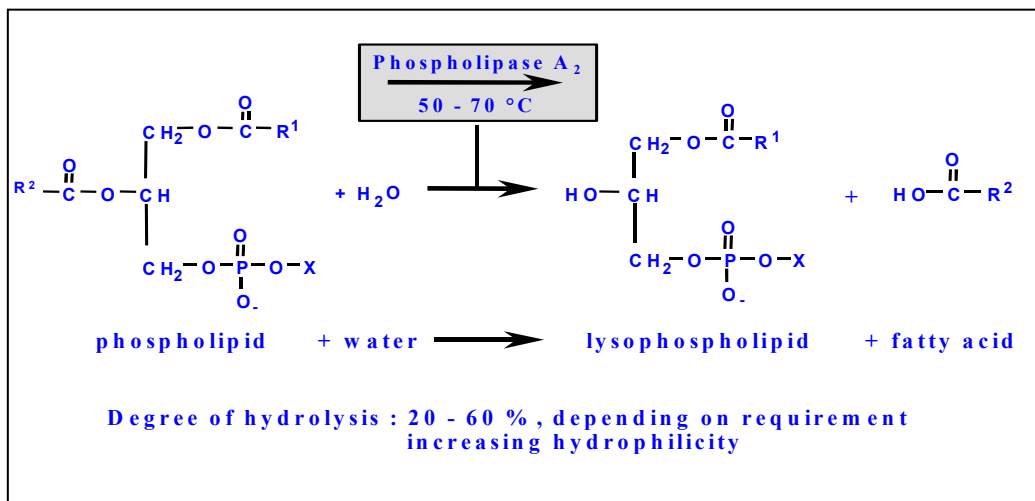 Phospholipase A₂
50 - 70 °C
O
CH₂ O C R¹
O
R² C O CH
O
CH₂ O P O X
O-
+ H₂O
CH₂ O C R¹
O
HO CH
O
CH₂ O P O X
O-
+
O
HO C R²
phospholipid + water lysophospholipid + fatty acid
Degree of hydrolysis : 20 - 60 %, depending on requirement
increasing hydrophilicity